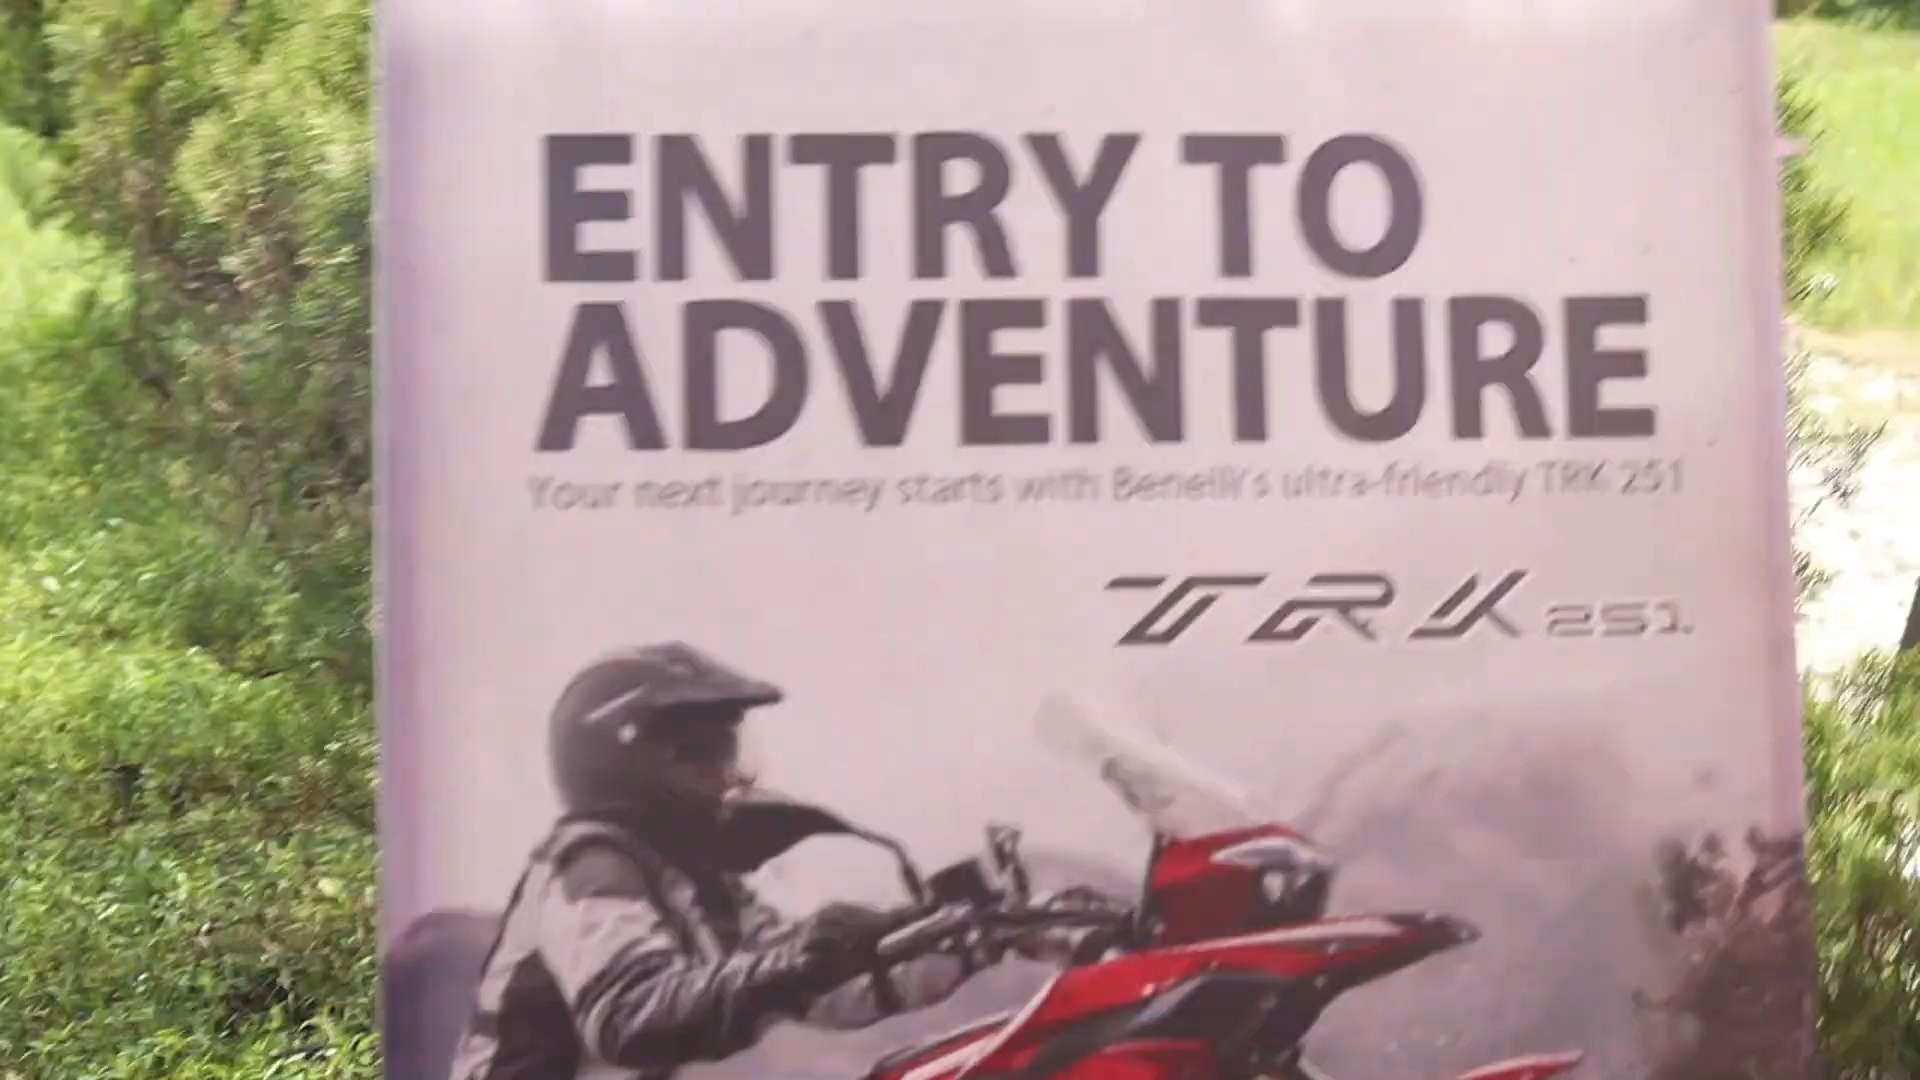 ENTRY TO
ADVENTURE
Your next journey starts with Benelli's ultra-friendly TRK 251
TRK 251